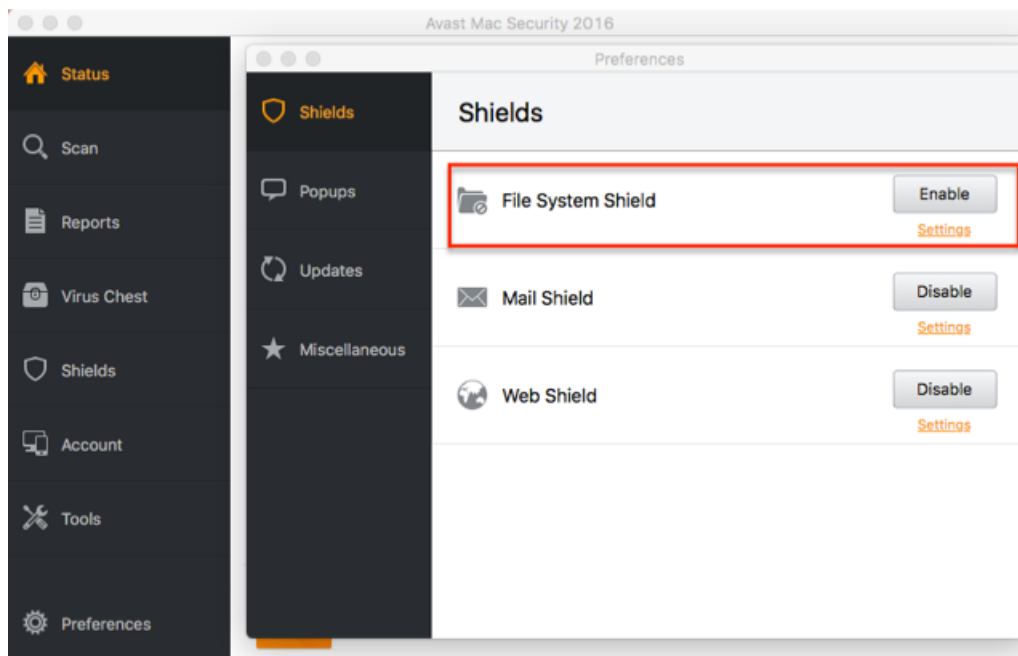 Avast Mac Security 2016
Status
Scan
Reports
Virus Chest
Shields
Account
Tools
Preferences
Preferences
Shields
Popups
Updates
Miscellaneous
Shields
File System Shield
Enable
Settings
Mail Shield
Disable
Settings
Web Shield
Disable
Settings